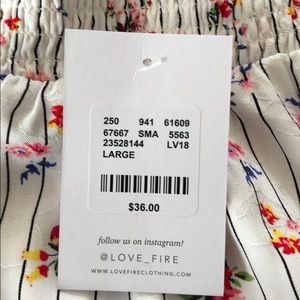 250 941 61609
67667 SMA 5563
23528144 LV18
LARGE
$36.00
follow us on instagram!
@LOVE_FIRE
WWW.LOVEFIRECLOTHING.COM